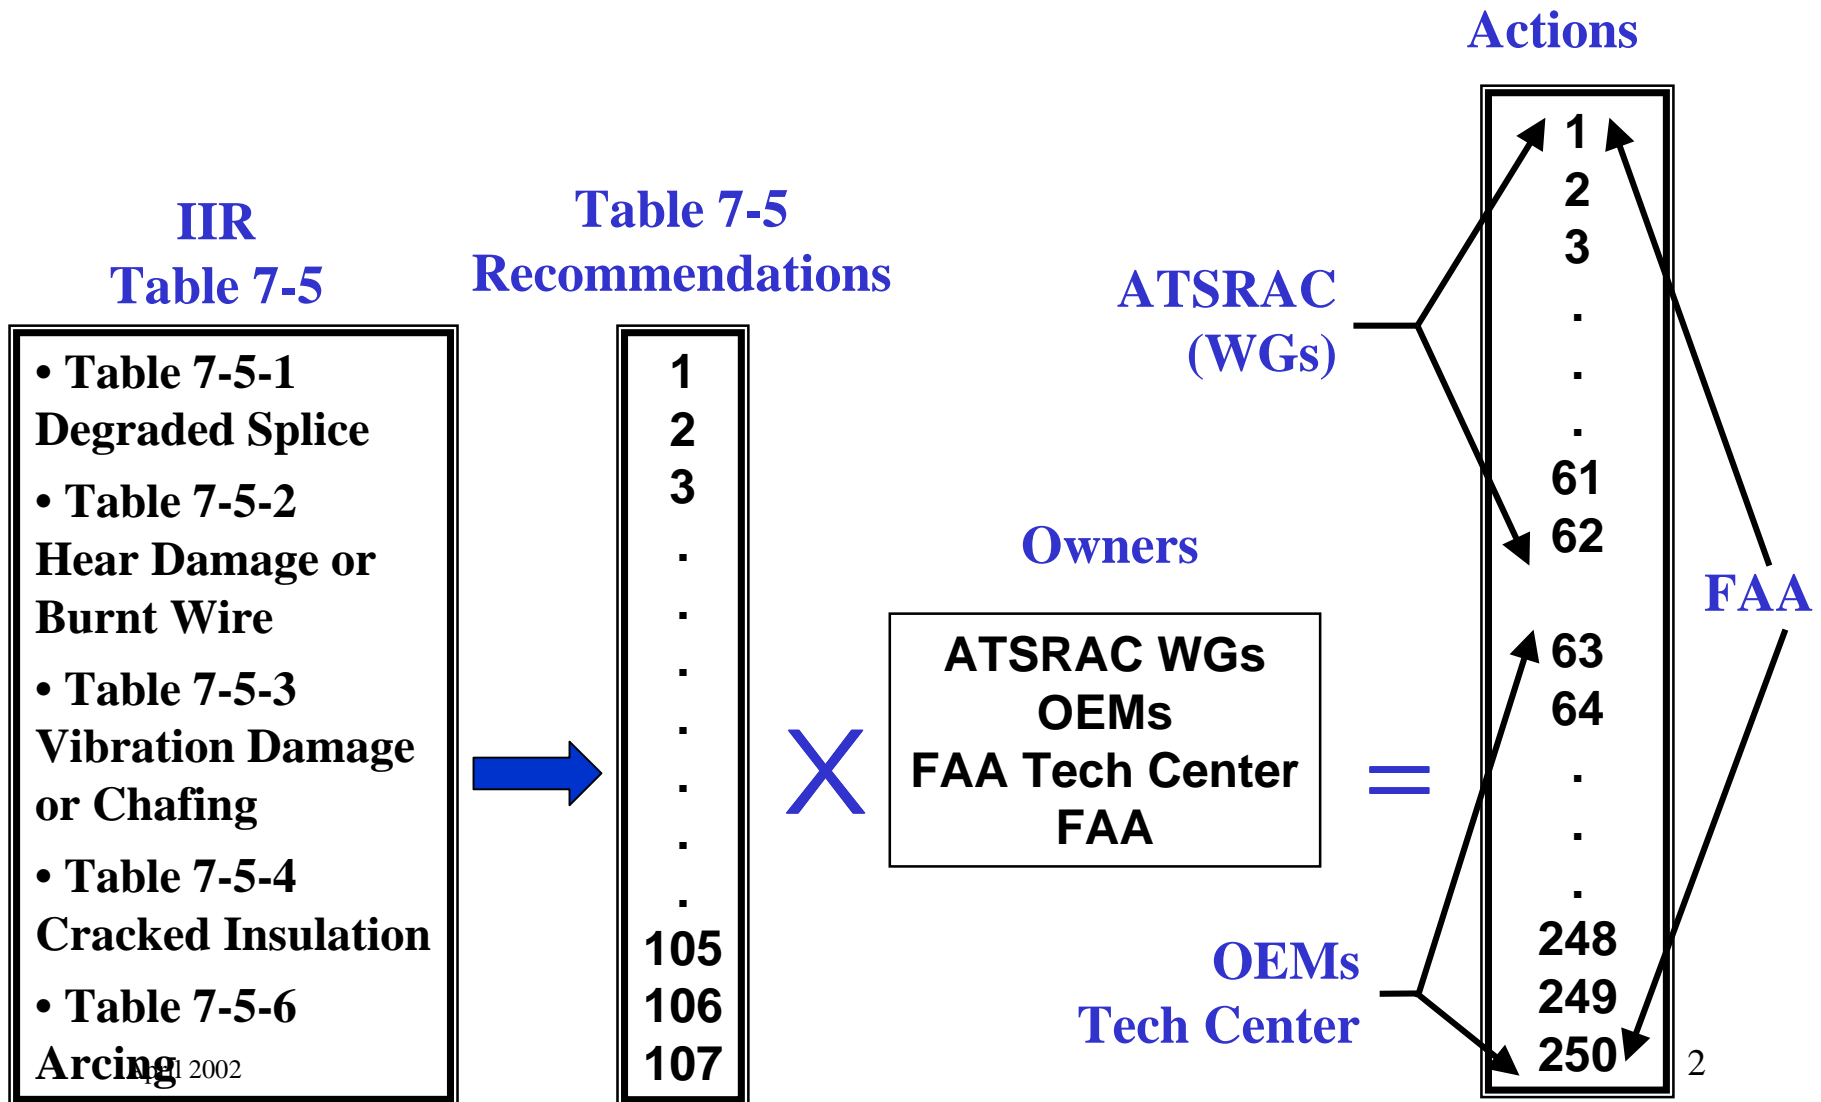 IIR
Table 7-5
• Table 7-5-1
Degraded Splice
• Table 7-5-2
Hear Damage or
Burnt Wire
• Table 7-5-3
Vibration Damage
or Chafing
• Table 7-5-4
Cracked Insulation
• Table 7-5-6
Arcing
April 2002
Table 7-5
Recommendations
1
2
3
.
.
.
.
.
.
.
105
106
107
X
Owners
ATSRAC WGs
OEMs
FAA Tech Center
FAA
=
ATSRAC
(WGs)
OEMs
Tech Center
Actions
1
2
3
.
.
.
61
62
63
64
.
.
.
248
249
250
FAA
2